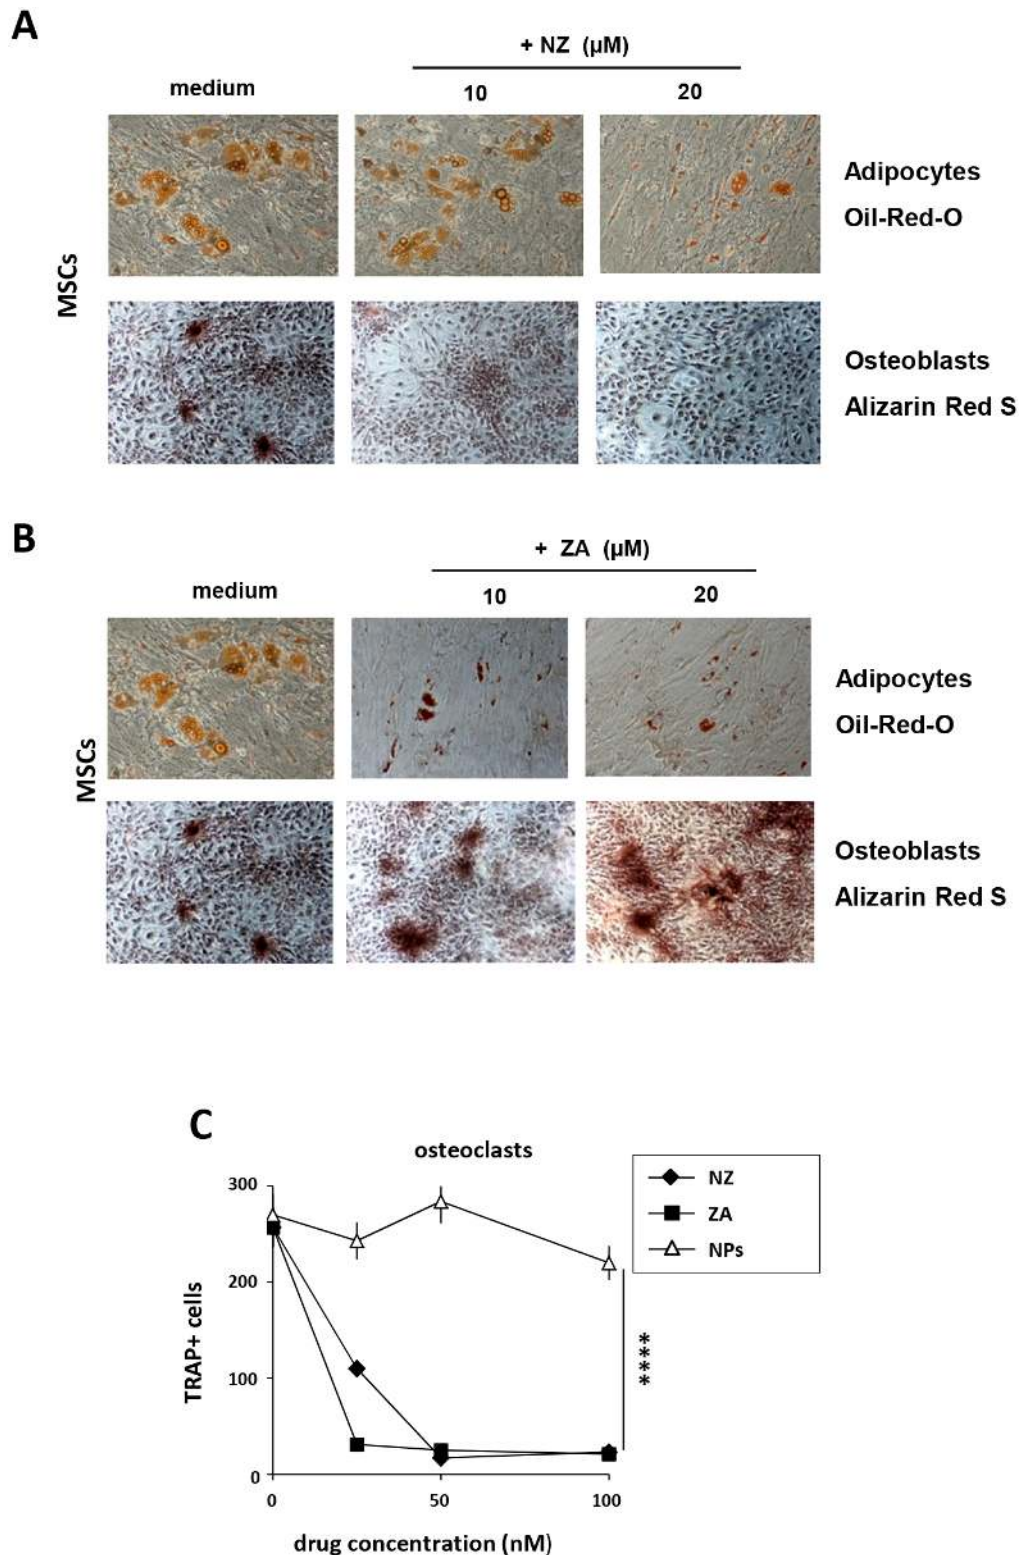 A
+ NZ (µM)
medium
10
20
MSCs
Adipocytes
Oil-Red-O
Osteoblasts
Alizarin Red S
B
+ ZA (µM)
medium
10
20
MSCs
Adipocytes
Oil-Red-O
Osteoblasts
Alizarin Red S
C
osteoclasts
NZ
ZA
NPs
TRAP+ cells
300
200
100
0
0
50
100
drug concentration (nM)
****